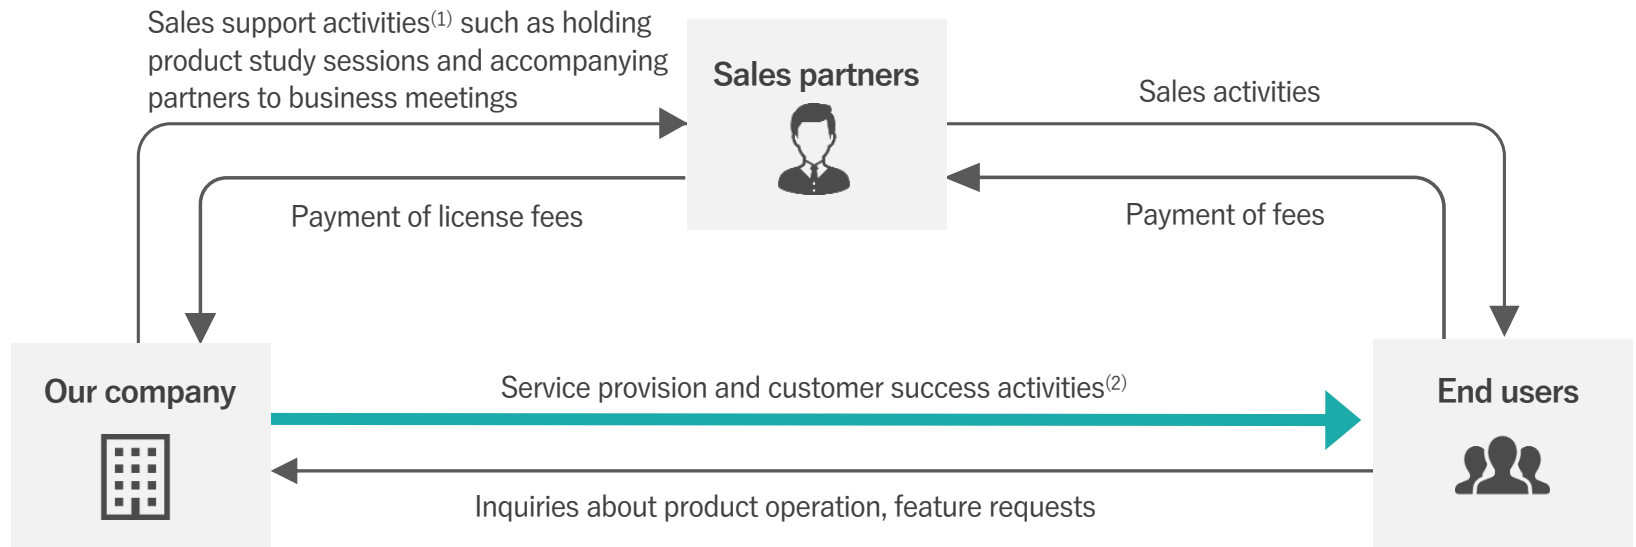 Sales support activities(1) such as holding
product study sessions and accompanying
partners to business meetings
Sales partners
Sales activities
Payment of license fees
Payment of fees
Our company
Service provision and customer success activities(2)
End users
Inquiries about product operation, feature requests